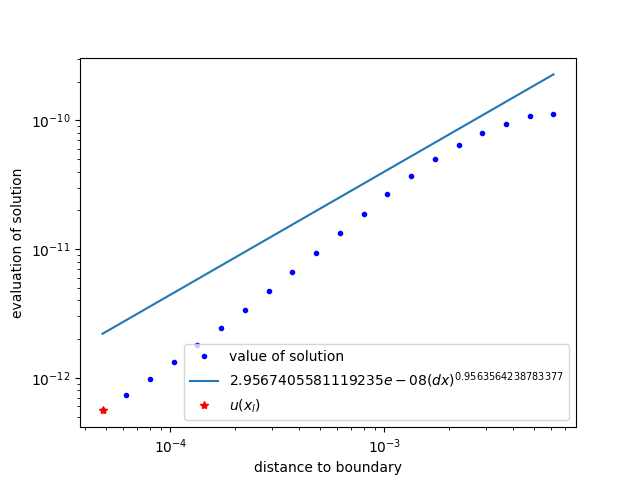 10⁻¹⁰
10⁻¹¹
10⁻¹²
evaluation of solution
value of solution
2.9567405581119235e − 08(dx)^0.9563564238783377
u(x_l)
10⁻⁴ 10⁻³
distance to boundary